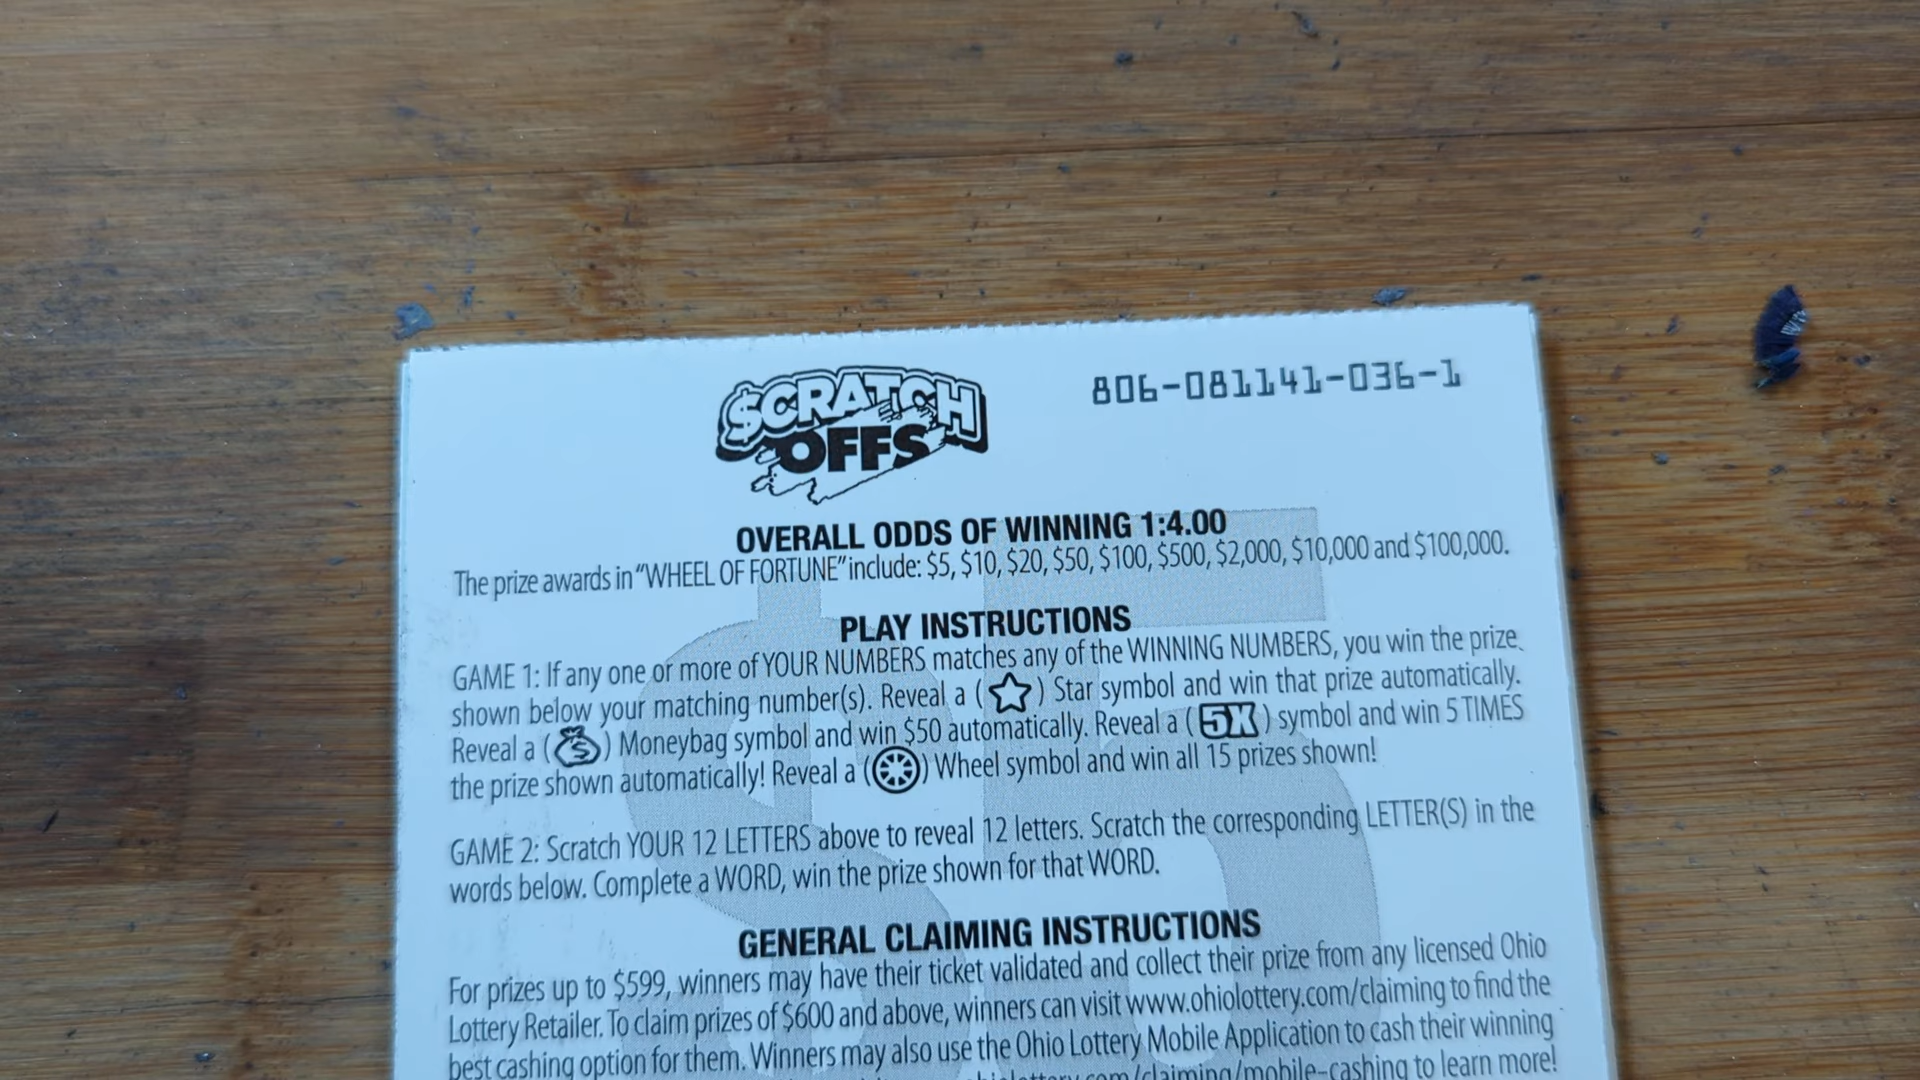 $CRATCH
OFFS
806-081141-036-1
OVERALL ODDS OF WINNING 1:4.00
The prize awards in "WHEEL OF FORTUNE" include: $5, $10, $20, $50, $100, $500, $2,000, $10,000 and $100,000.
PLAY INSTRUCTIONS
GAME 1: If any one or more of YOUR NUMBERS matches any of the WINNING NUMBERS, you win the prize
shown below your matching number(s). Reveal a ( ) Star symbol and win that prize automatically.
Reveal a ($) Moneybag symbol and win $50 automatically. Reveal a (5X) symbol and win 5 TIMES
the prize shown automatically! Reveal a ( ) Wheel symbol and win all 15 prizes shown!
GAME 2: Scratch YOUR 12 LETTERS above to reveal 12 letters. Scratch the corresponding LETTER(S) in the
words below. Complete a WORD, win the prize shown for that WORD.
GENERAL CLAIMING INSTRUCTIONS
For prizes up to $599, winners may have their ticket validated and collect their prize from any licensed Ohio
Lottery Retailer. To claim prizes of $600 and above, winners can visit www.ohiolottery.com/claiming to find the
best cashing option for them. Winners may also use the Ohio Lottery Mobile Application to cash their winning
.com/claiming/mobile-cashing to learn more!